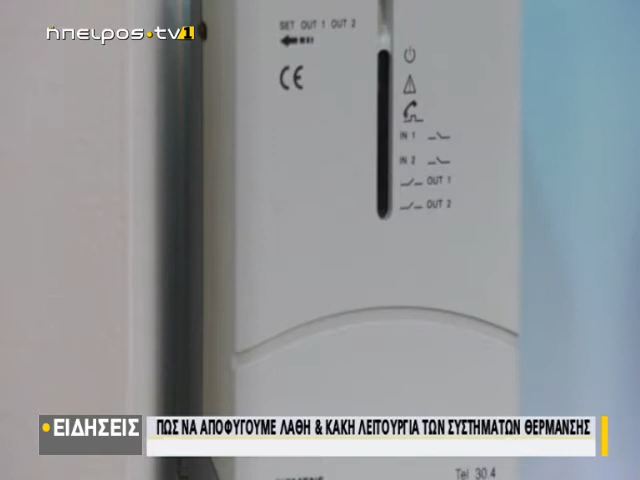 ηπειρος.tv1
SET OUT 1 OUT 2
CE
IN 1
IN 2
OUT 1
OUT 2
ΕΙΔΗΣΕΙΣ
ΠΩΣ ΝΑ ΑΠΟΦΥΓΟΥΜΕ ΛΑΘΗ & ΚΑΚΗ ΛΕΙΤΟΥΡΓΙΑ ΤΩΝ ΣΥΣΤΗΜΑΤΩΝ ΘΕΡΜΑΝΣΗΣ
Tel 30.4